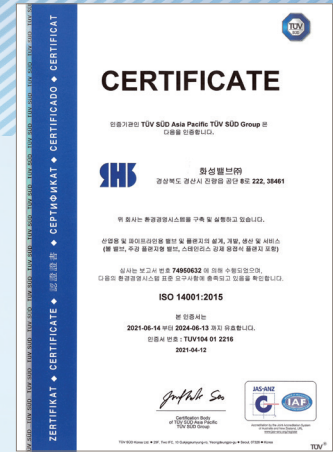 TÜV SÜD
CERTIFICATE
인증기관인 TÜV SÜD Asia Pacific TÜV SÜD Group 은
다음을 인증합니다.
SHB
화성밸브㈜
경상북도 경산시 진량읍 공단 8로 222, 38461
위 회사는 환경경영시스템을 구축 및 실행하고 있습니다.
산업용 및 파이프라인용 밸브 및 플랜지의 설계, 개발, 생산 및 서비스
(볼 밸브, 주강 플랜지형 밸브, 스테인리스 강제 용접식 플랜지 포함)
심사는 보고서 번호 74950632 에 의해 수행되었으며,
다음의 환경경영시스템 표준 요구사항에 충족되고 있음을 확인합니다.
ISO 14001:2015
본 인증서는
2021-06-14 부터 2024-06-13 까지 유효합니다.
인증서 번호 : TUV104 01 2216
2021-04-12
Certification Body
of TÜV SÜD Asia Pacific
TÜV SÜD Group
JAS-ANZ
C
IAF
TÜV®
ZERTIFIKAT ◆ CERTIFICATE ◆ 認證證書 ◆ СЕРТИФИКАТ ◆ CERTIFICADO ◆ CERTIFICAT